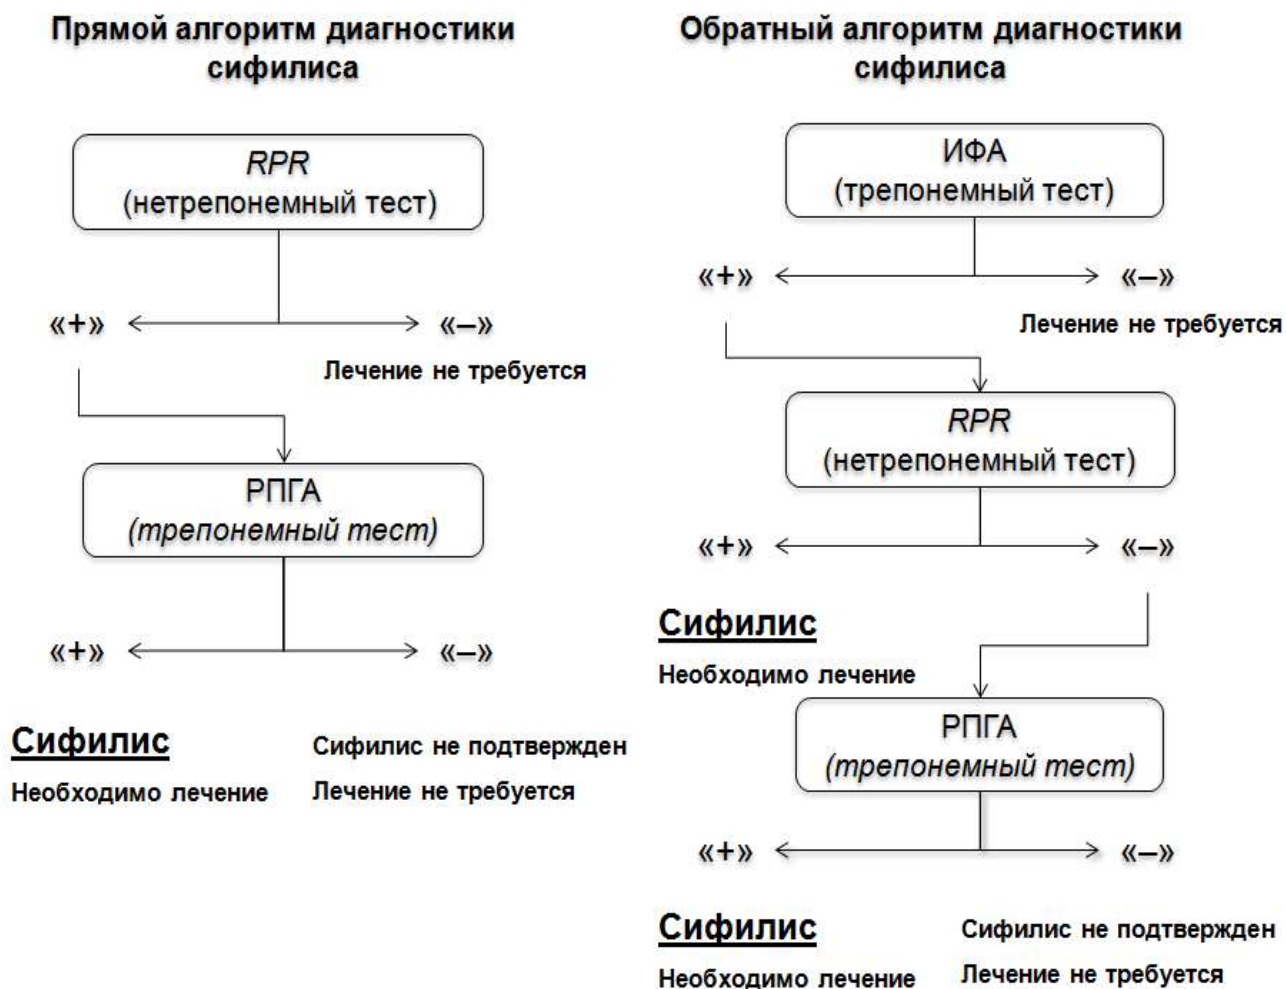 Прямой алгоритм диагностики
сифилиса
RPR
(нетрепонемный тест)
«+»
«–»
Лечение не требуется
РПГА
(трепонемный тест)
«+»
«–»
Сифилис
Необходимо лечение
Сифилис не подтвержден
Лечение не требуется
Обратный алгоритм диагностики
сифилиса
ИФА
(трепонемный тест)
«+»
«–»
Лечение не требуется
RPR
(нетрепонемный тест)
«+»
«–»
Сифилис
Необходимо лечение
РПГА
(трепонемный тест)
«+»
«–»
Сифилис
Необходимо лечение
Сифилис не подтвержден
Лечение не требуется